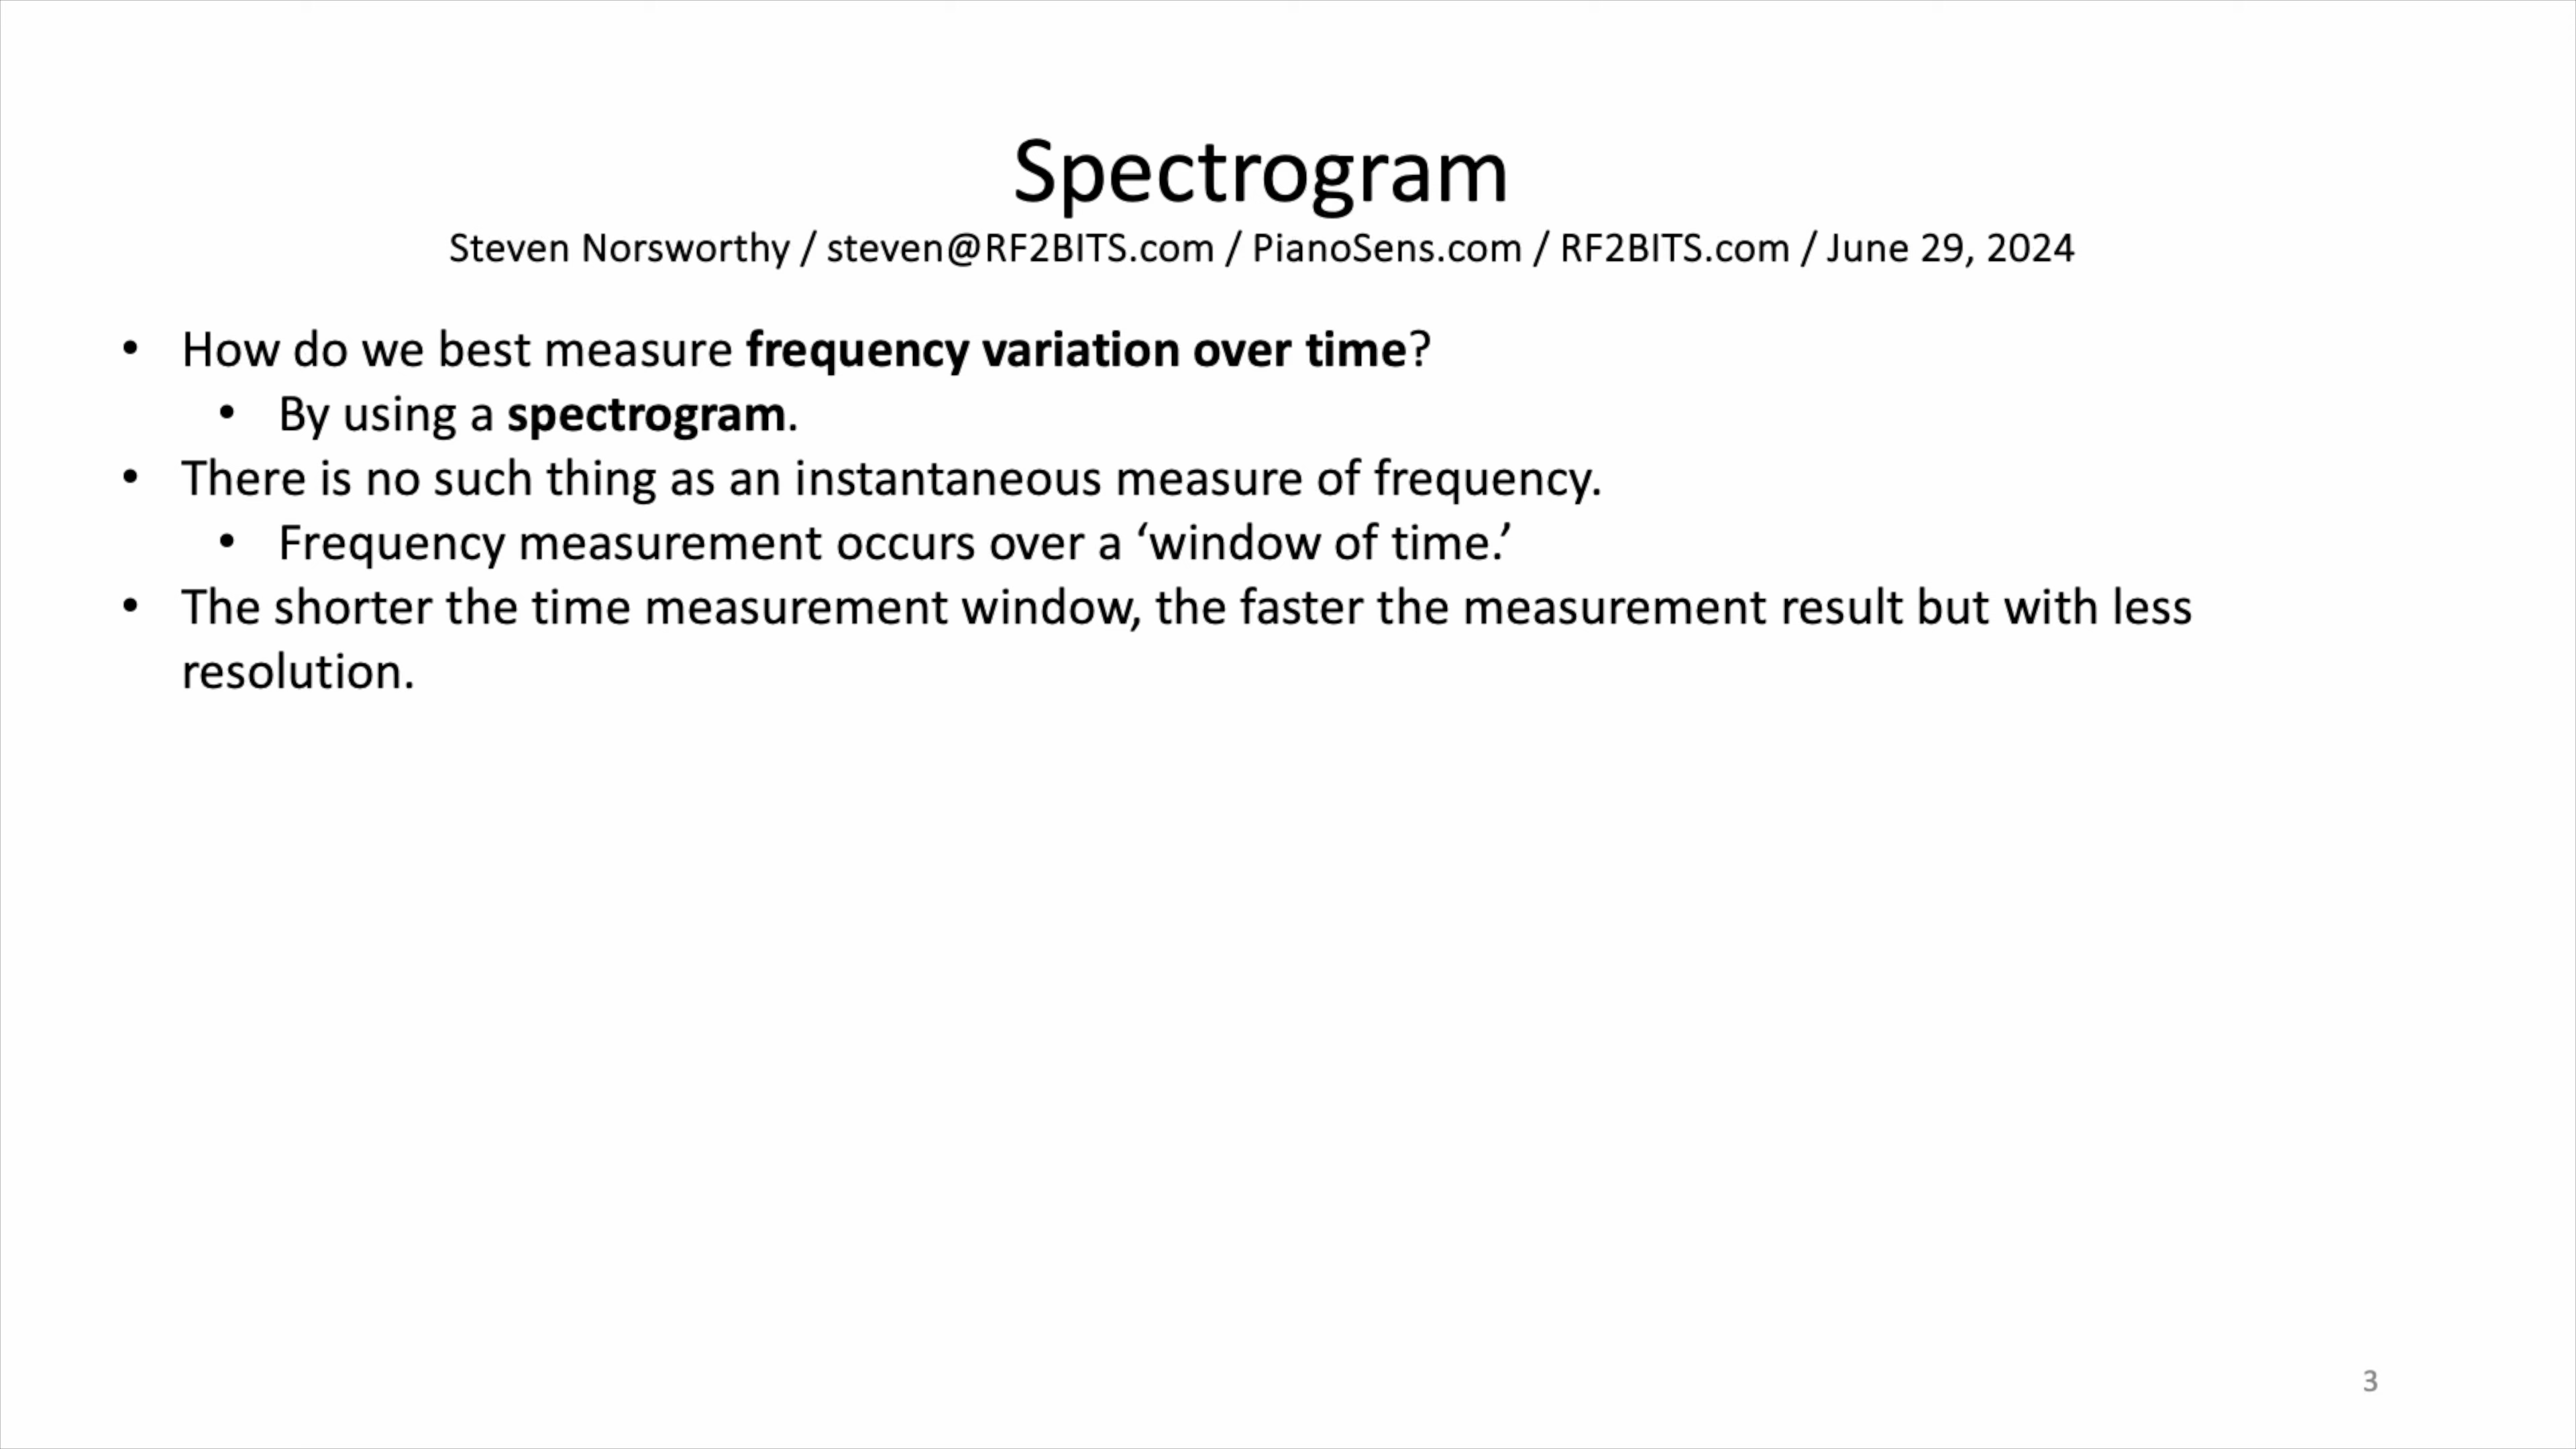 Spectrogram
Steven Norsworthy / steven@RF2BITS.com / PianoSens.com / RF2BITS.com / June 29, 2024
• How do we best measure frequency variation over time?
• By using a spectrogram.
• There is no such thing as an instantaneous measure of frequency.
• Frequency measurement occurs over a ‘window of time.’
• The shorter the time measurement window, the faster the measurement result but with less
resolution.
3